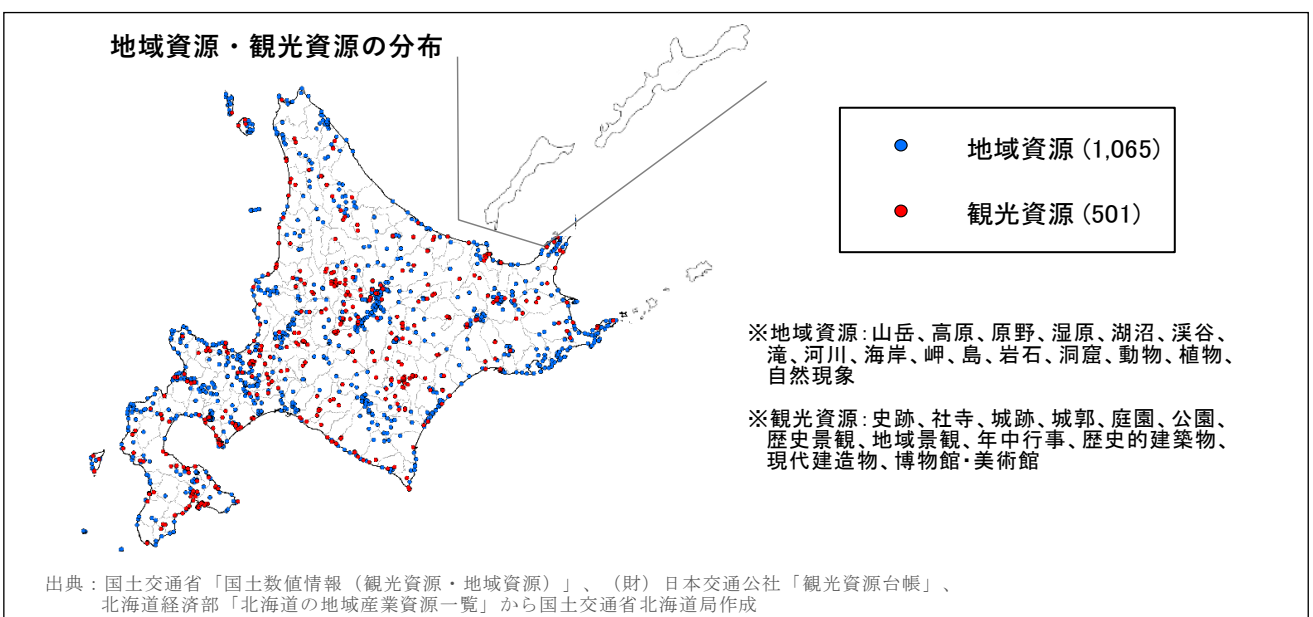 地域資源・観光資源の分布
地域資源(1,065)
観光資源(501)
※地域資源:山岳、高原、原野、湿原、湖沼、渓谷、
滝、河川、海岸、岬、島、岩石、洞窟、動物、植物、
自然現象
※観光資源:史跡、社寺、城跡、城郭、庭園、公園、
歴史景観、地域景観、年中行事、歴史的建築物、
現代建造物、博物館・美術館
出典:国土交通省「国土数値情報(観光資源・地域資源)」、(財)日本交通公社「観光資源台帳」、
北海道経済部「北海道の地域産業資源一覧」から国土交通省北海道局作成